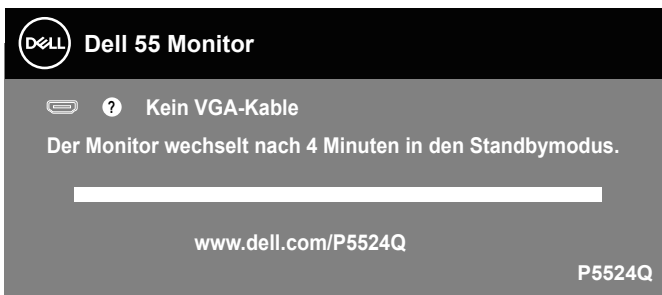 DELL Dell 55 Monitor
? Kein VGA-Kable
Der Monitor wechselt nach 4 Minuten in den Standbymodus.
www.dell.com/P5524Q
P5524Q